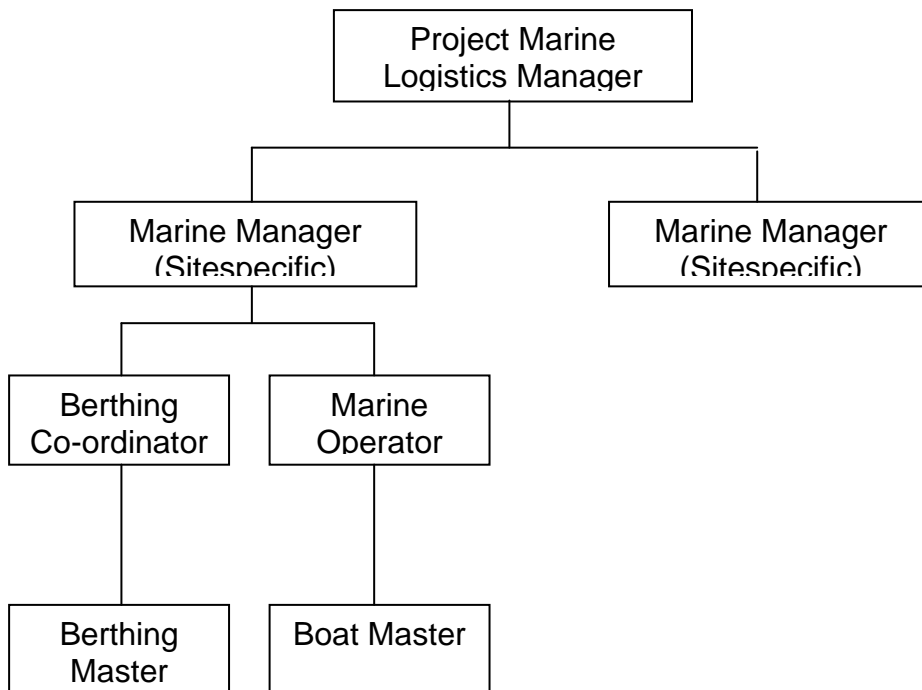 Project Marine
Logistics Manager
Marine Manager
(Sitespecific)
Marine Manager
(Sitespecific)
Berthing
Co-ordinator
Marine
Operator
Berthing
Master
Boat Master